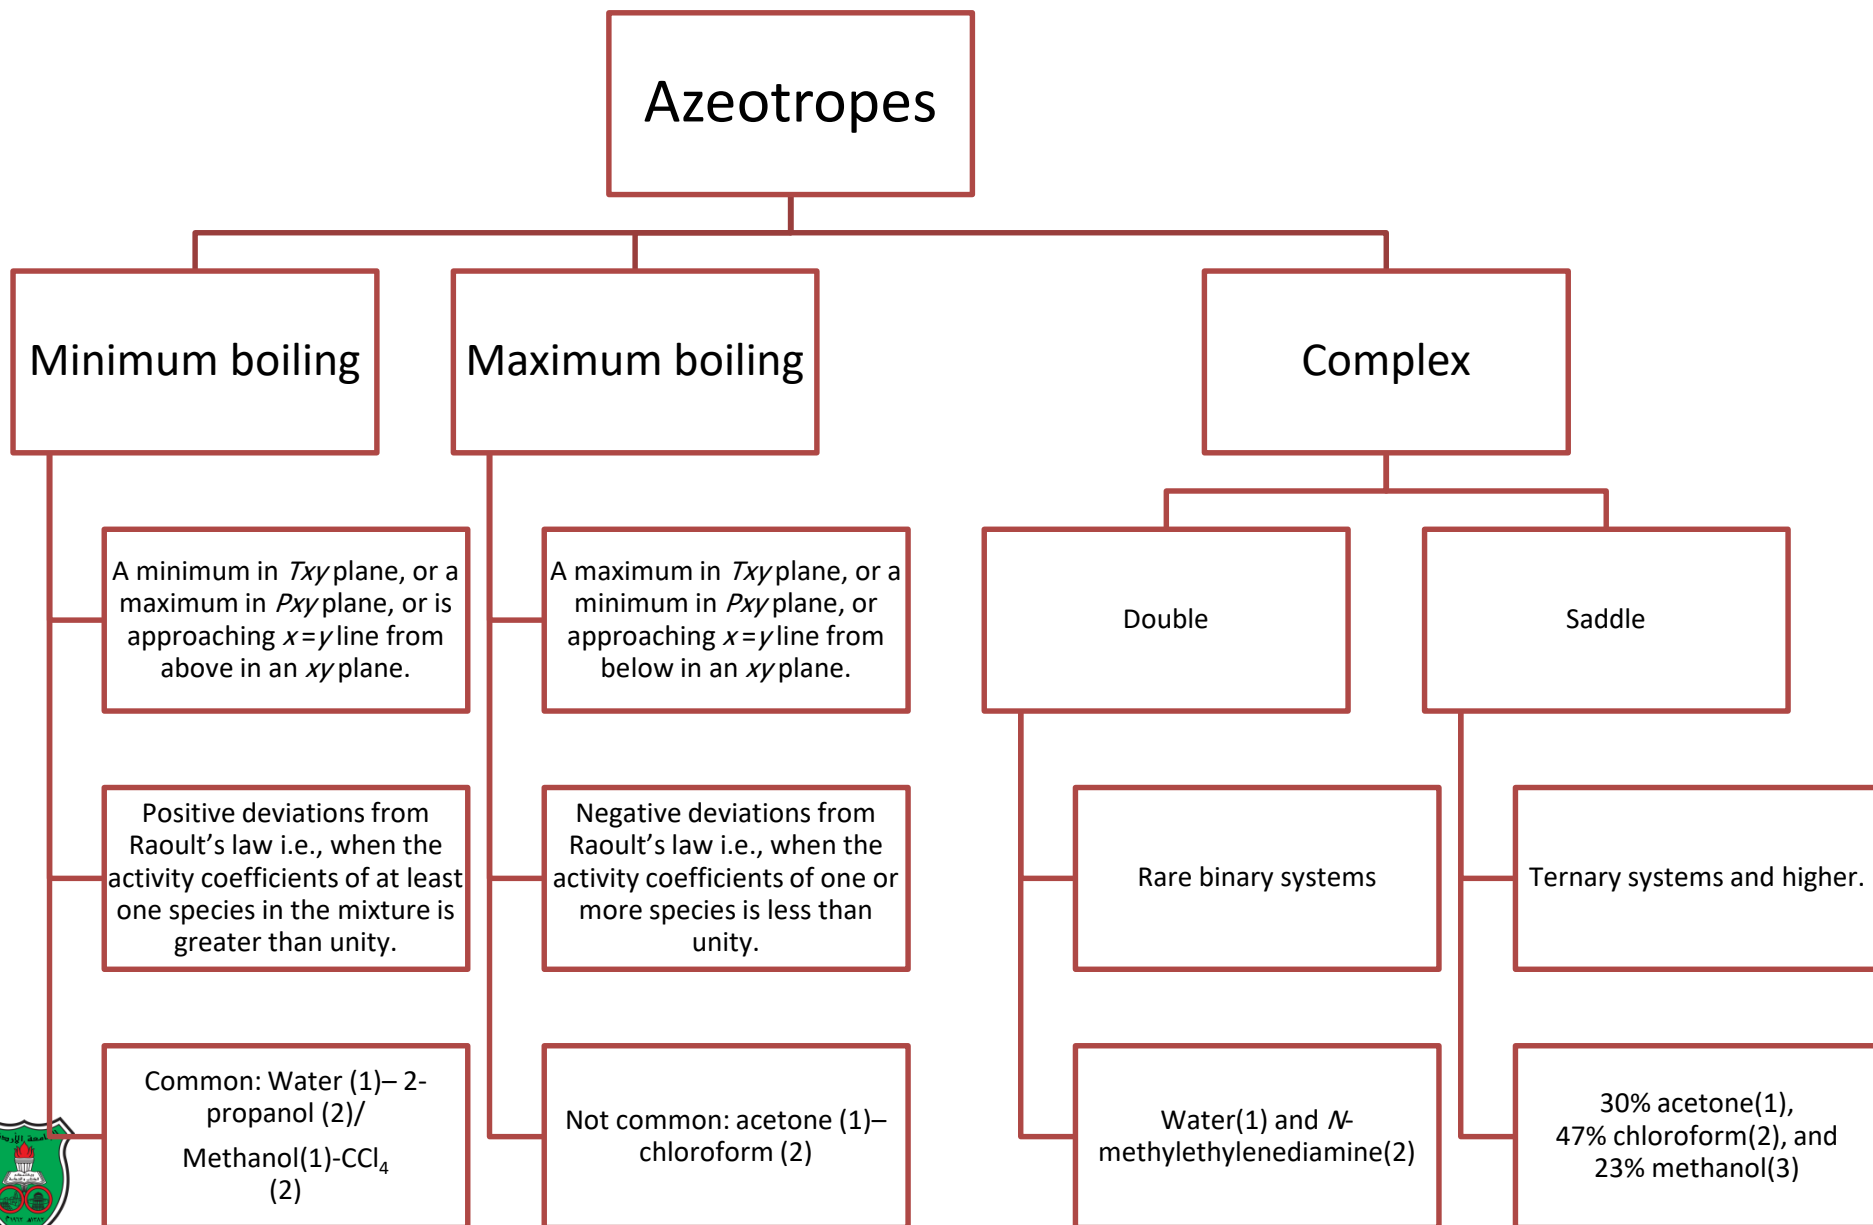 Azeotropes
Minimum boiling
Maximum boiling
Complex
A minimum in Txy plane, or a
maximum in Pxy plane, or is
approaching x=y line from
above in an xy plane.
Positive deviations from
Raoult’s law i.e., when the
activity coefficients of at least
one species in the mixture is
greater than unity.
Common: Water (1)– 2-
propanol (2)/
Methanol(1)-CCl₄
(2)
A maximum in Txy plane, or a
minimum in Pxy plane, or
approaching x=y line from
below in an xy plane.
Negative deviations from
Raoult’s law i.e., when the
activity coefficients of one or
more species is less than
unity.
Not common: acetone (1)–
chloroform (2)
Double
Rare binary systems
Water(1) and N-
methylethylenediamine(2)
Saddle
Ternary systems and higher.
30% acetone(1),
47% chloroform(2), and
23% methanol(3)